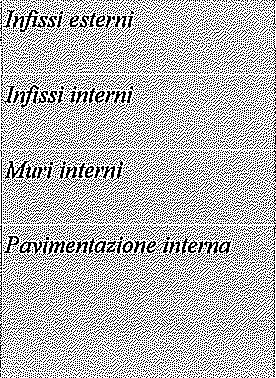 Infissi esterni
Infissi interni
Muri interni
Pavimentazione interna